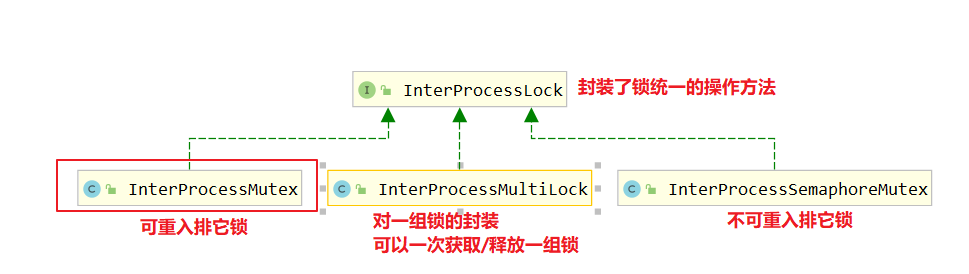 I InterProcessLock
封装了锁统一的操作方法
C InterProcessMutex
C InterProcessMultiLock
C InterProcessSemaphoreMutex
可重入排它锁
对一组锁的封装
可以一次获取/释放一组锁
不可重入排它锁